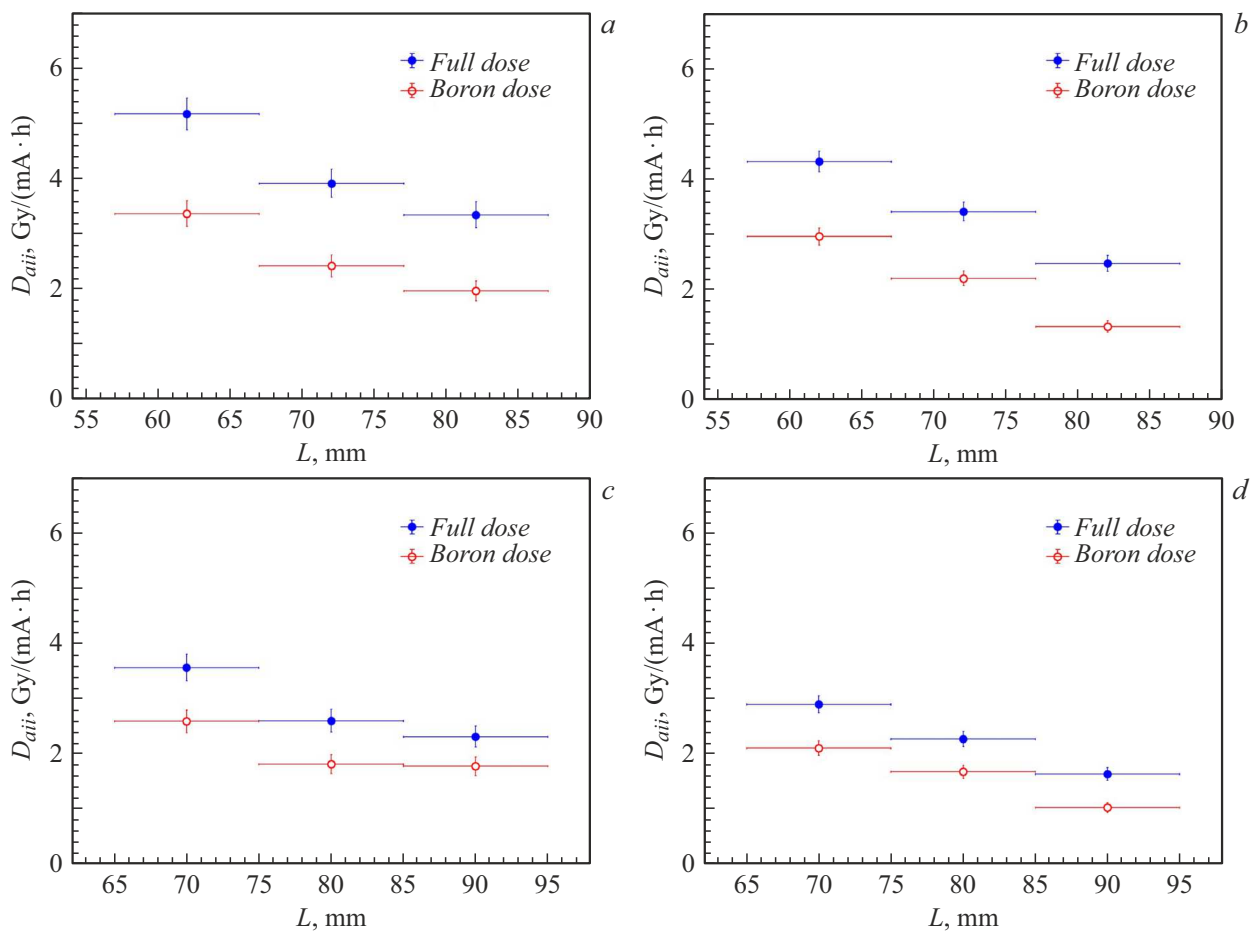 a
6
4
2
0
D_aii, Gy/(mA · h)
Full dose
Boron dose
55 60 65 70 75 80 85 90
L, mm
b
6
4
2
0
D_aii, Gy/(mA · h)
Full dose
Boron dose
55 60 65 70 75 80 85 90
L, mm
c
6
4
2
0
D_aii, Gy/(mA · h)
Full dose
Boron dose
65 70 75 80 85 90 95
L, mm
d
6
4
2
0
D_aii, Gy/(mA · h)
Full dose
Boron dose
65 70 75 80 85 90 95
L, mm